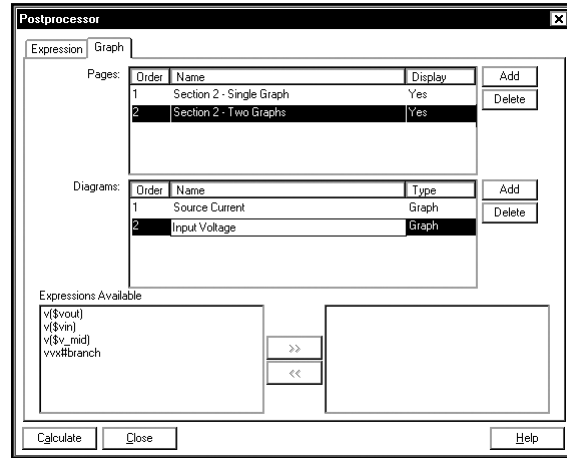 Postprocessor
Expression Graph
Pages:
Order Name Display
1 Section 2 - Single Graph Yes
2 Section 2 - Two Graphs Yes
Add
Delete
Diagrams:
Order Name Type
1 Source Current Graph
2 Input Voltage Graph
Add
Delete
Expressions Available
v($vout)
v($vin)
v($v_mid)
vvx#branch
>>
<<
Calculate Close Help